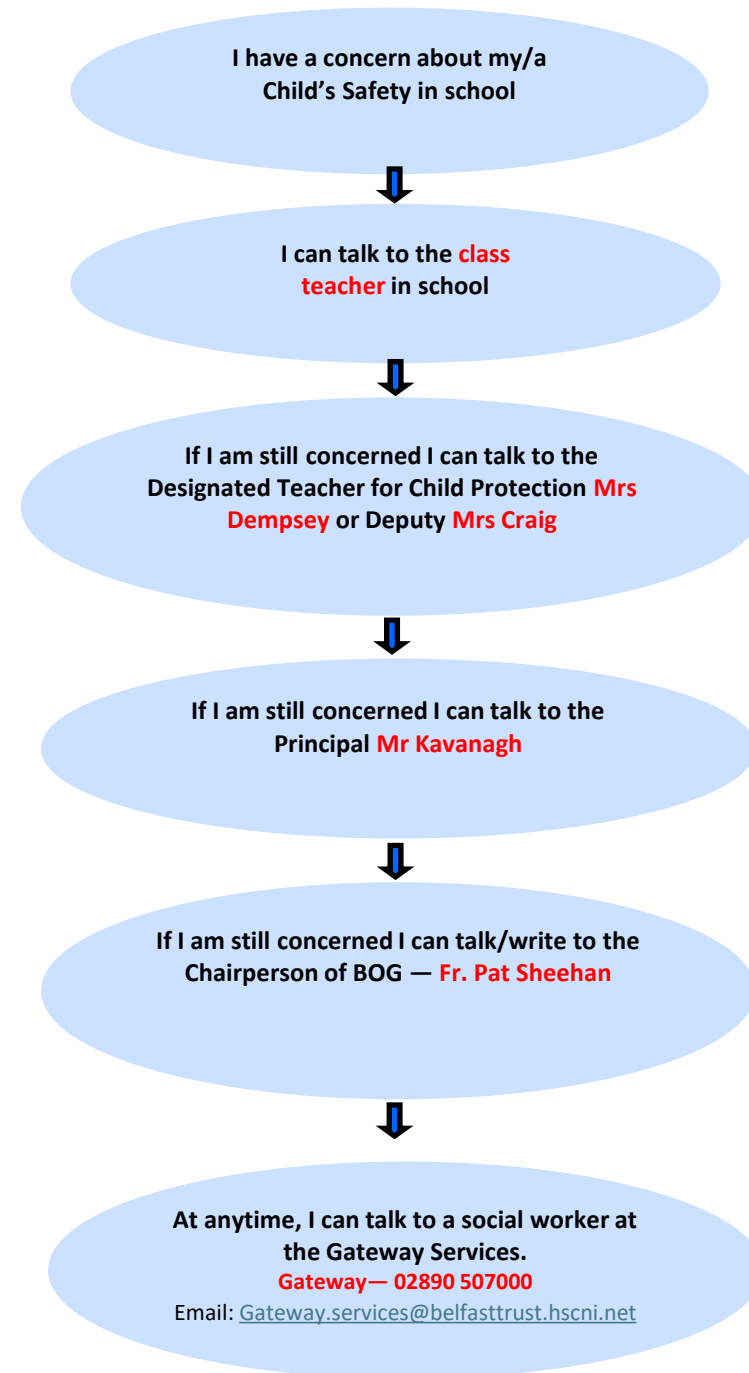 I have a concern about my/a
Child’s Safety in school
I can talk to the class
teacher in school
If I am still concerned I can talk to the
Designated Teacher for Child Protection Mrs
Dempsey or Deputy Mrs Craig
If I am still concerned I can talk to the
Principal Mr Kavanagh
If I am still concerned I can talk/write to the
Chairperson of BOG — Fr. Pat Sheehan
At anytime, I can talk to a social worker at
the Gateway Services.
Gateway— 02890 507000
Email: Gateway.services@belfasttrust.hscni.net